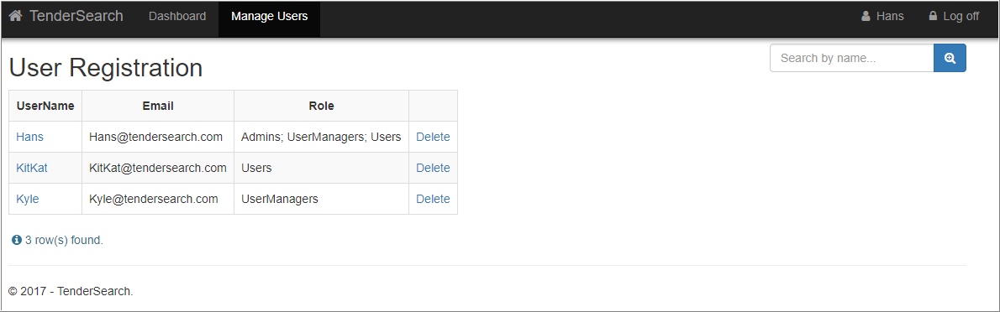 TenderSearch Dashboard Manage Users Hans Log off
Search by name...
User Registration
UserName Email Role
Hans Hans@tendersearch.com Admins; UserManagers; Users Delete
KitKat KitKat@tendersearch.com Users Delete
Kyle Kyle@tendersearch.com UserManagers Delete
3 row(s) found.
© 2017 - TenderSearch.